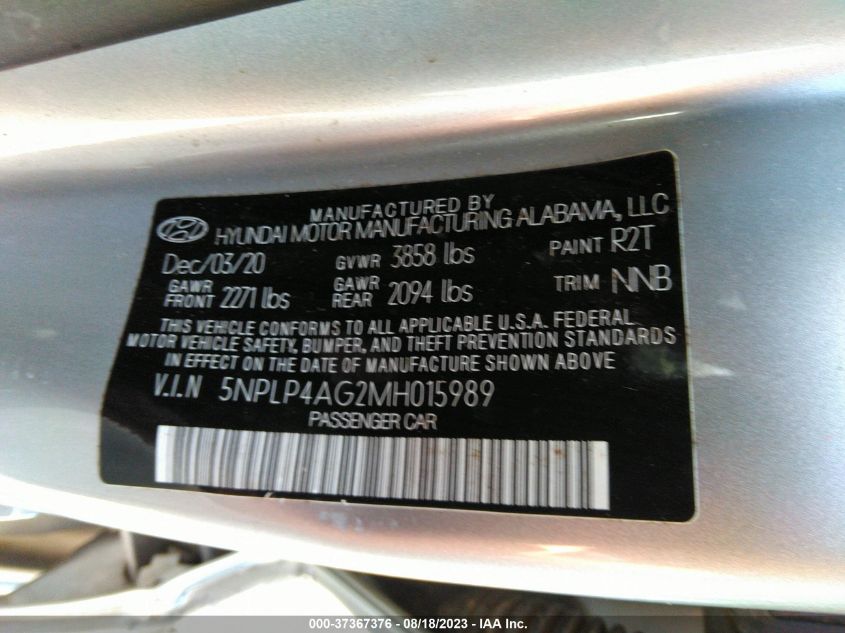 MANUFACTURED BY
HYUNDAI MOTOR MANUFACTURING ALABAMA, LLC
Dec/03/20 GVWR 3858 lbs PAINT R2T
GAWR FRONT 2271 lbs GAWR REAR 2094 lbs TRIM NNB
THIS VEHICLE CONFORMS TO ALL APPLICABLE U.S.A. FEDERAL
MOTOR VEHICLE SAFETY, BUMPER, AND THEFT PREVENTION STANDARDS
IN EFFECT ON THE DATE OF MANUFACTURE SHOWN ABOVE
V.I.N 5NPLP4AG2MH015989
PASSENGER CAR
000-37367376 - 08/18/2023 - IAA Inc.